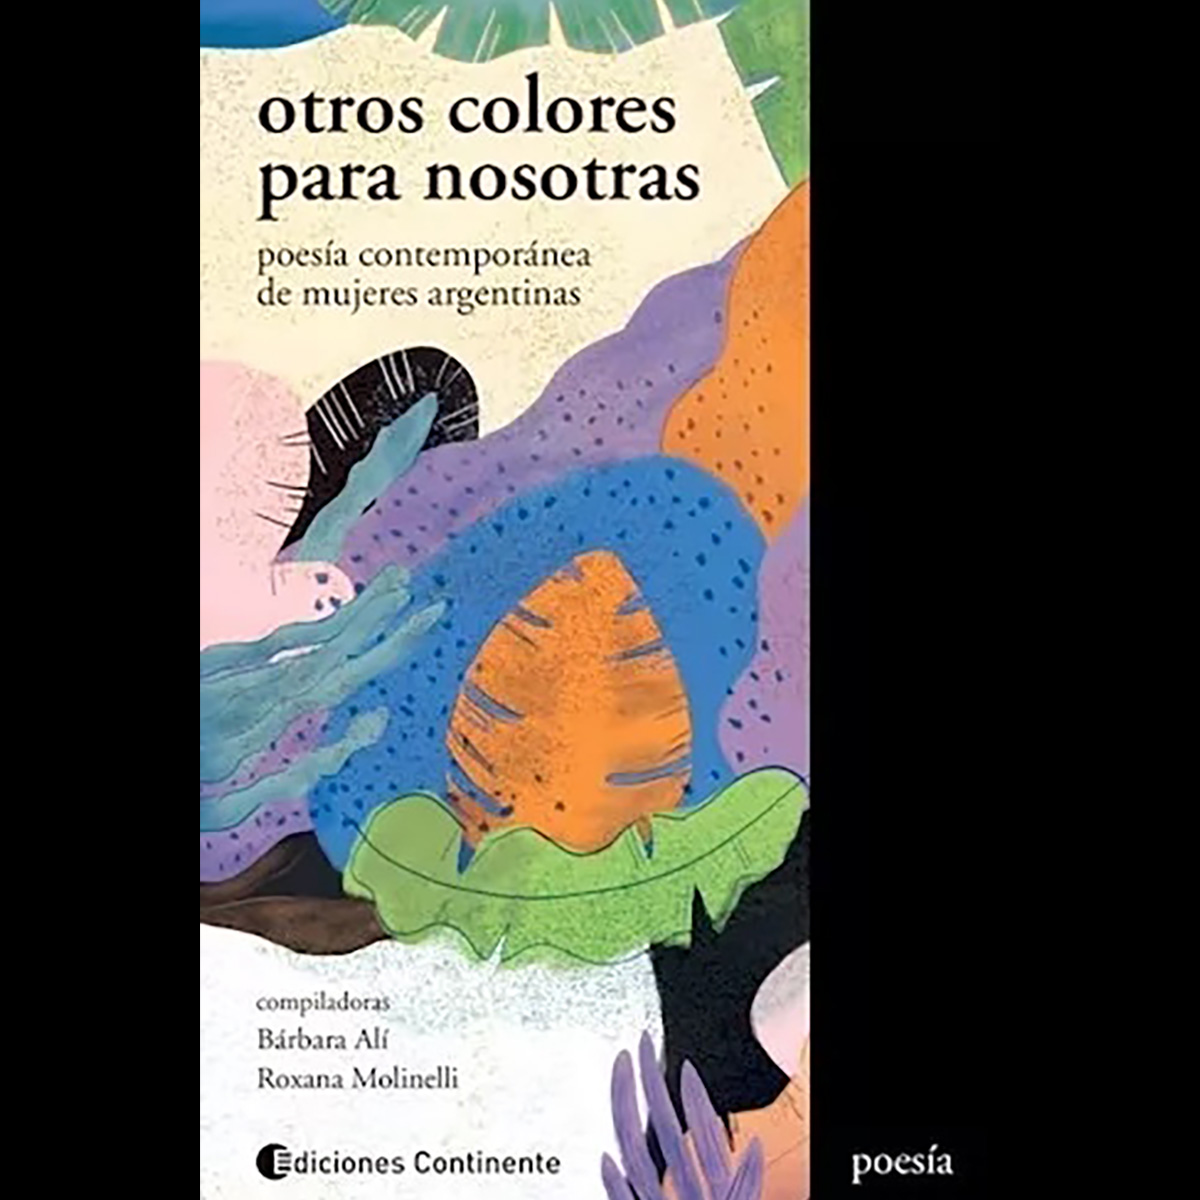 otros colores
para nosotras
poesía contemporánea
de mujeres argentinas
compiladoras
Bárbara Alí
Roxana Molinelli
Ediciones Continente
poesía